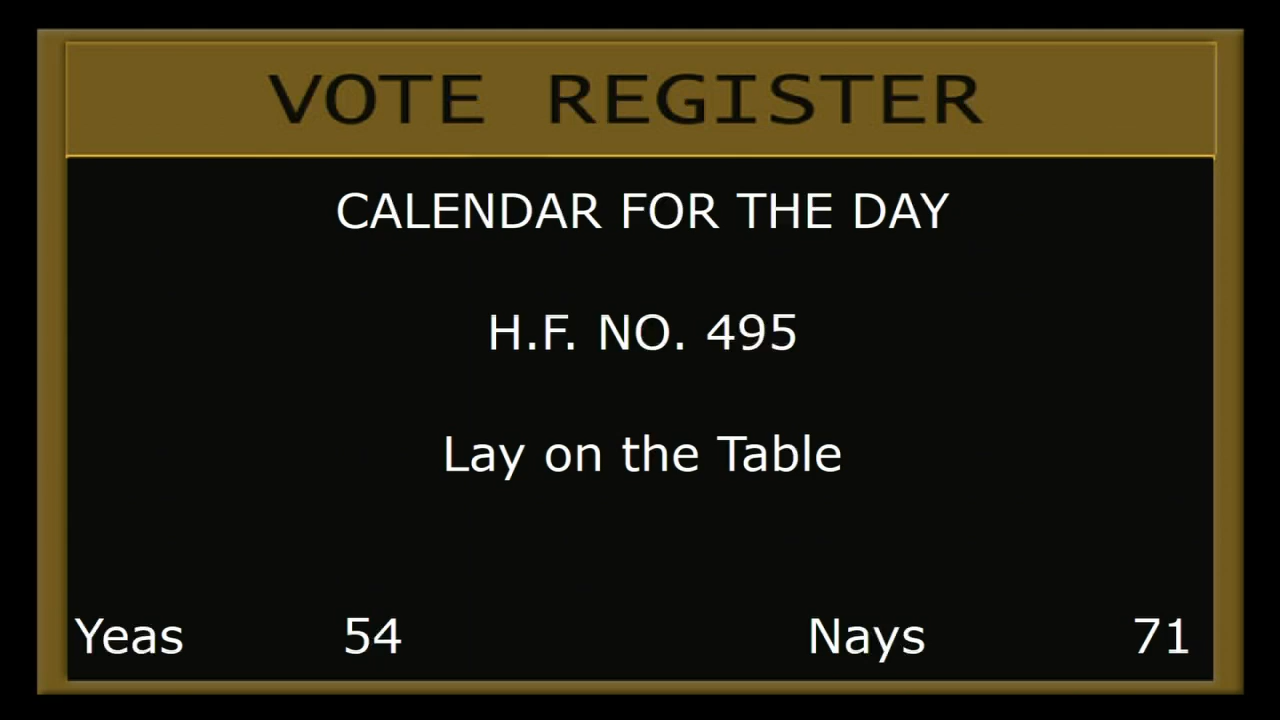 VOTE REGISTER
CALENDAR FOR THE DAY
H.F. NO. 495
Lay on the Table
Yeas 54 Nays 71